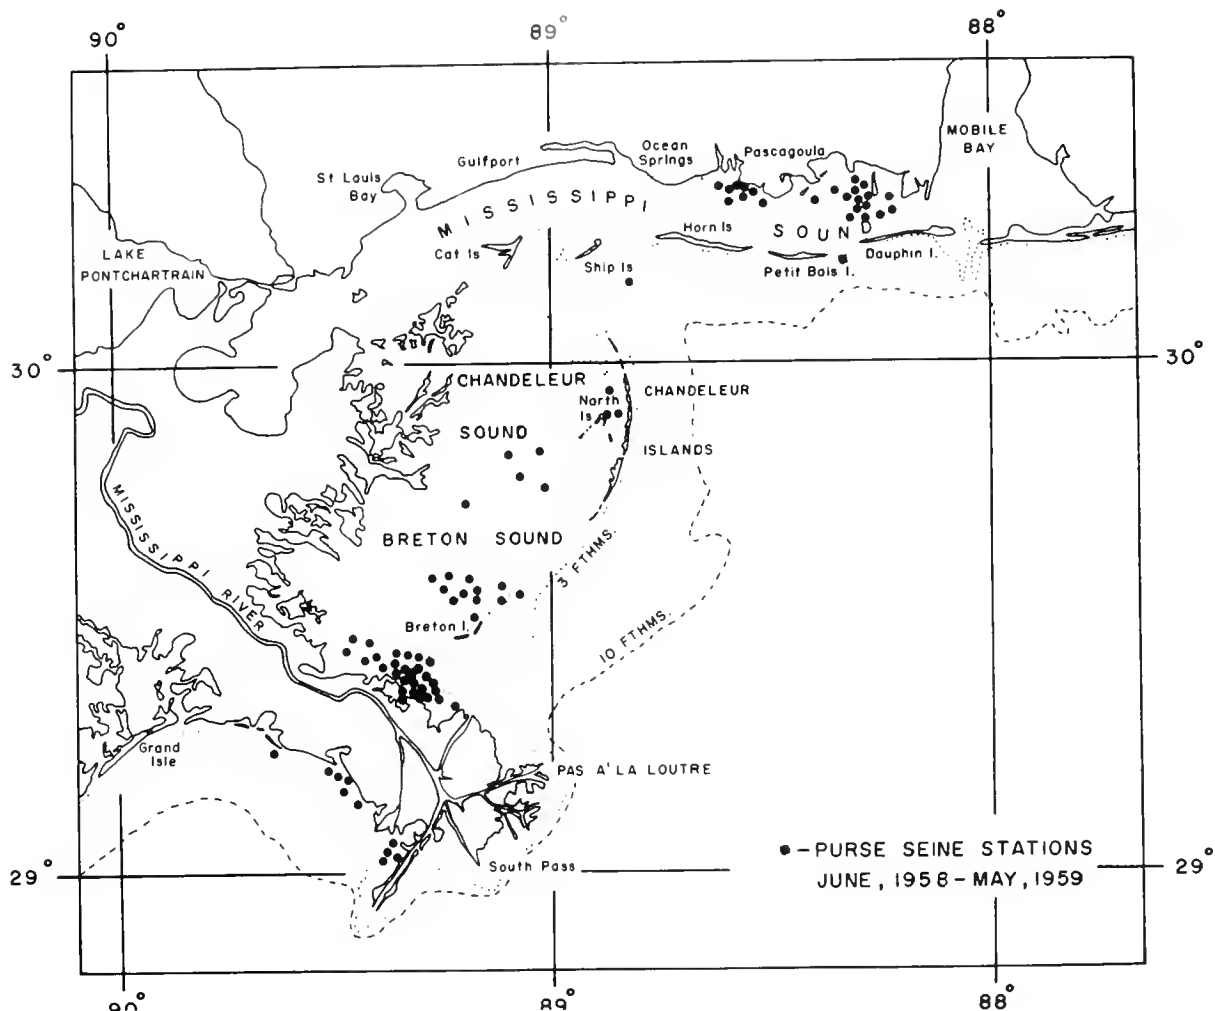 90°
89°
88°
MOBILE
BAY
Ocean
Springs
Pascagoula
Gulfport
St Louis
Bay
MISSISSIPPI
SOUND
Horn Is
Cat Is
Ship Is
Petit Bois I.
Dauphin I.
LAKE
PONTCHARTRAIN
30°
30°
CHANDELEUR
SOUND
North
Is.
CHANDELEUR
ISLANDS
MISSISSIPPI RIVER
BRETON SOUND
3 FTHMS.
10 FTHMS.
Breton I.
Grand
Isle
PAS A' LA LOUTRE
South Pass
●-PURSE SEINE STATIONS
JUNE, 1958-MAY, 1959
29°
29°
90°
89°
88°